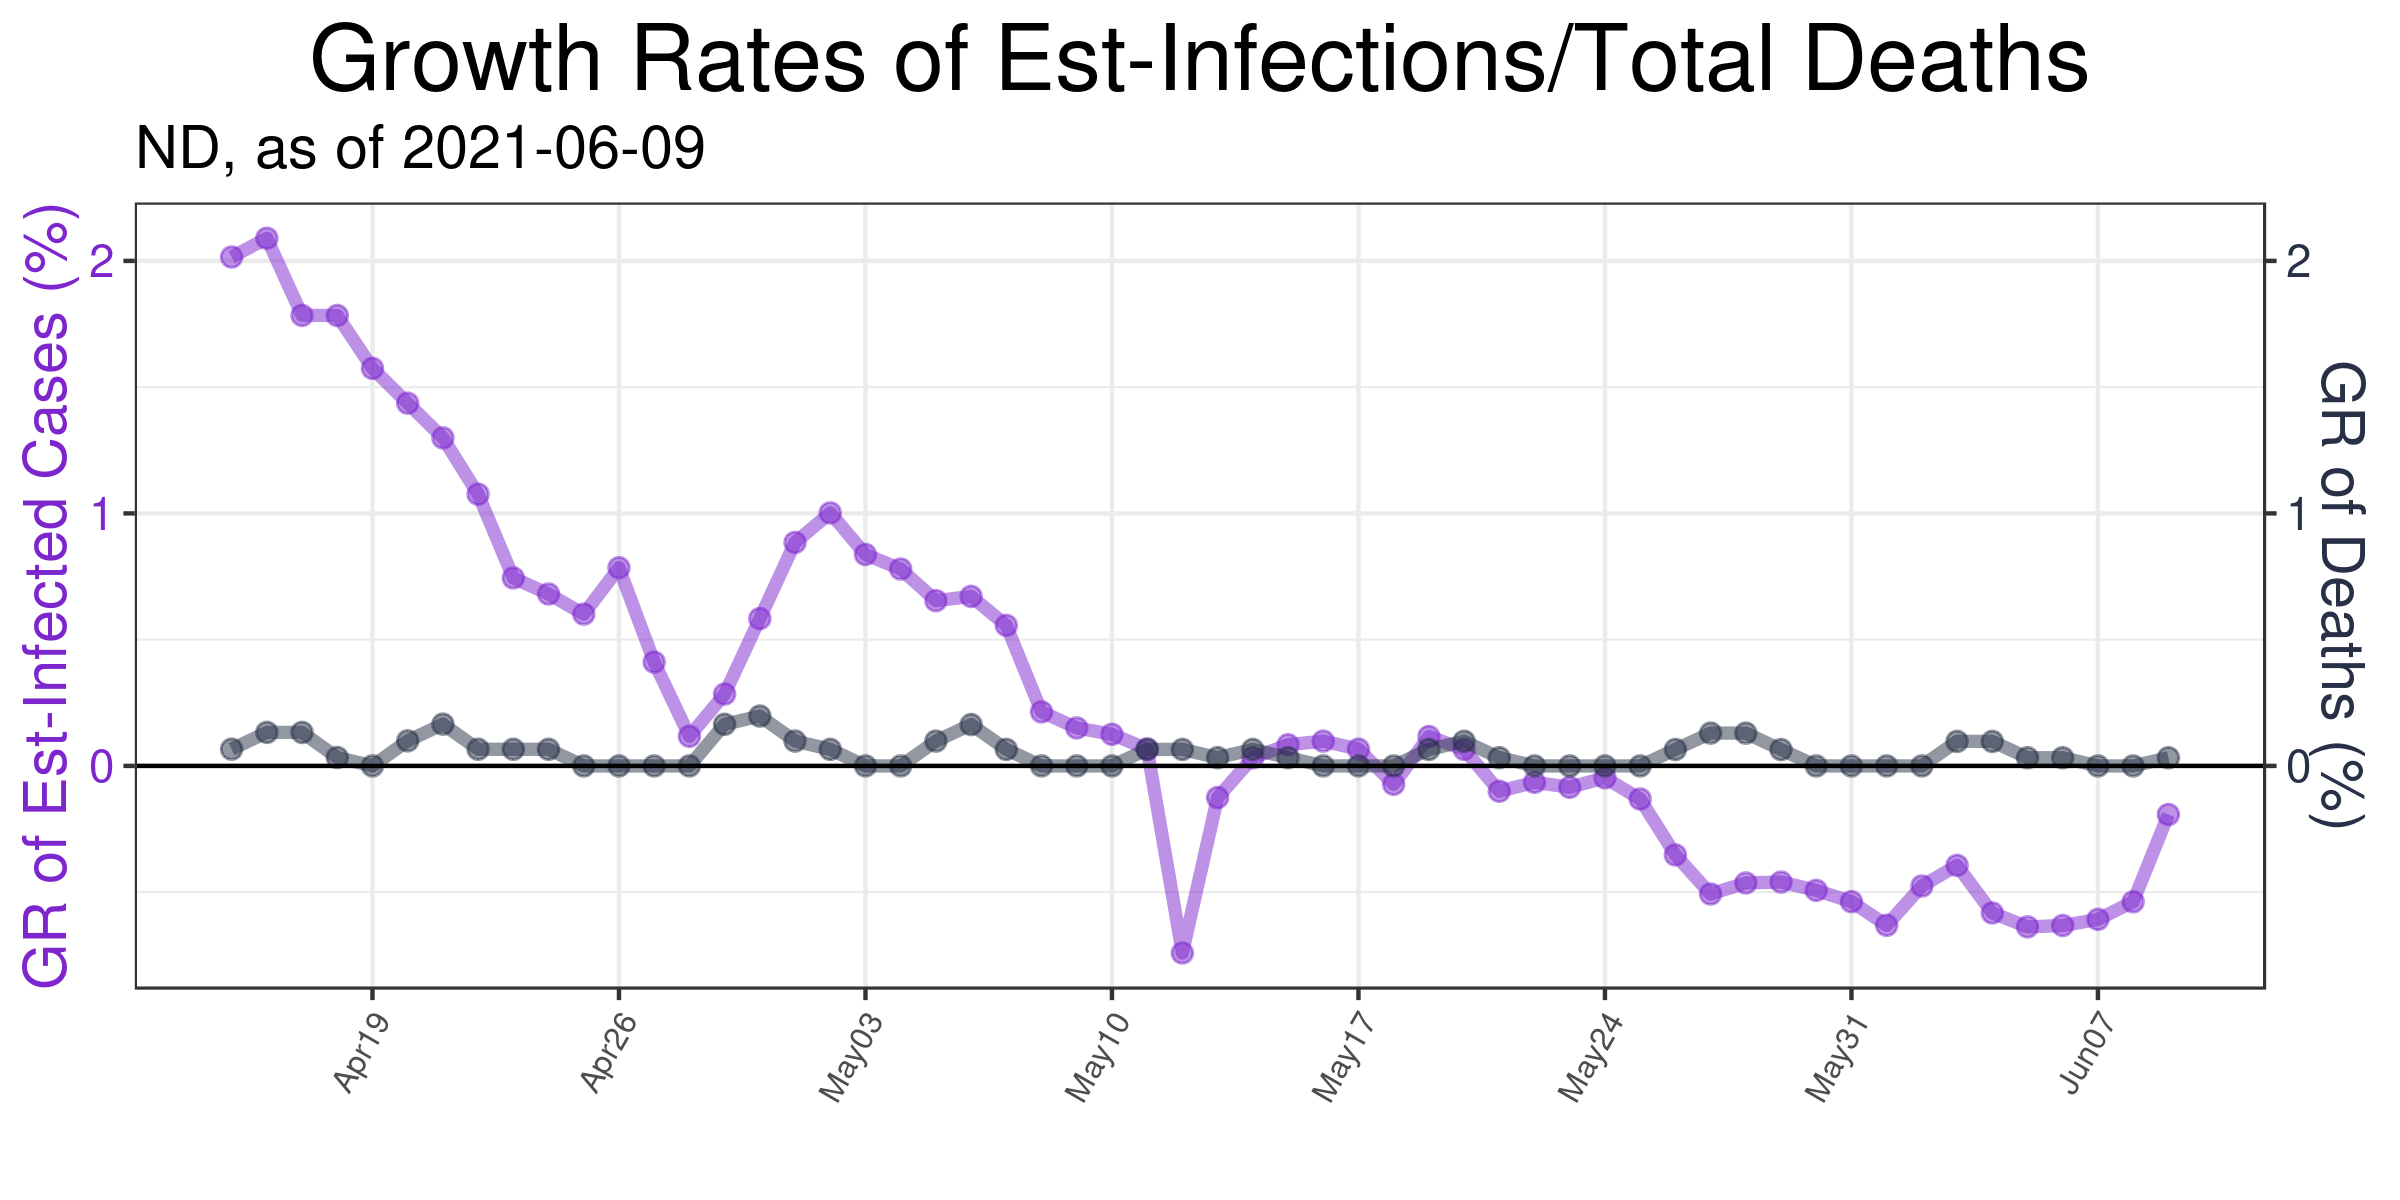 Growth Rates of Est-Infections/Total Deaths
ND, as of 2021-06-09
GR of Est-Infected Cases (%)
2
1
0
2
1
0
GR of Deaths (%)
Apr19
Apr26
May03
May10
May17
May24
May31
Jun07